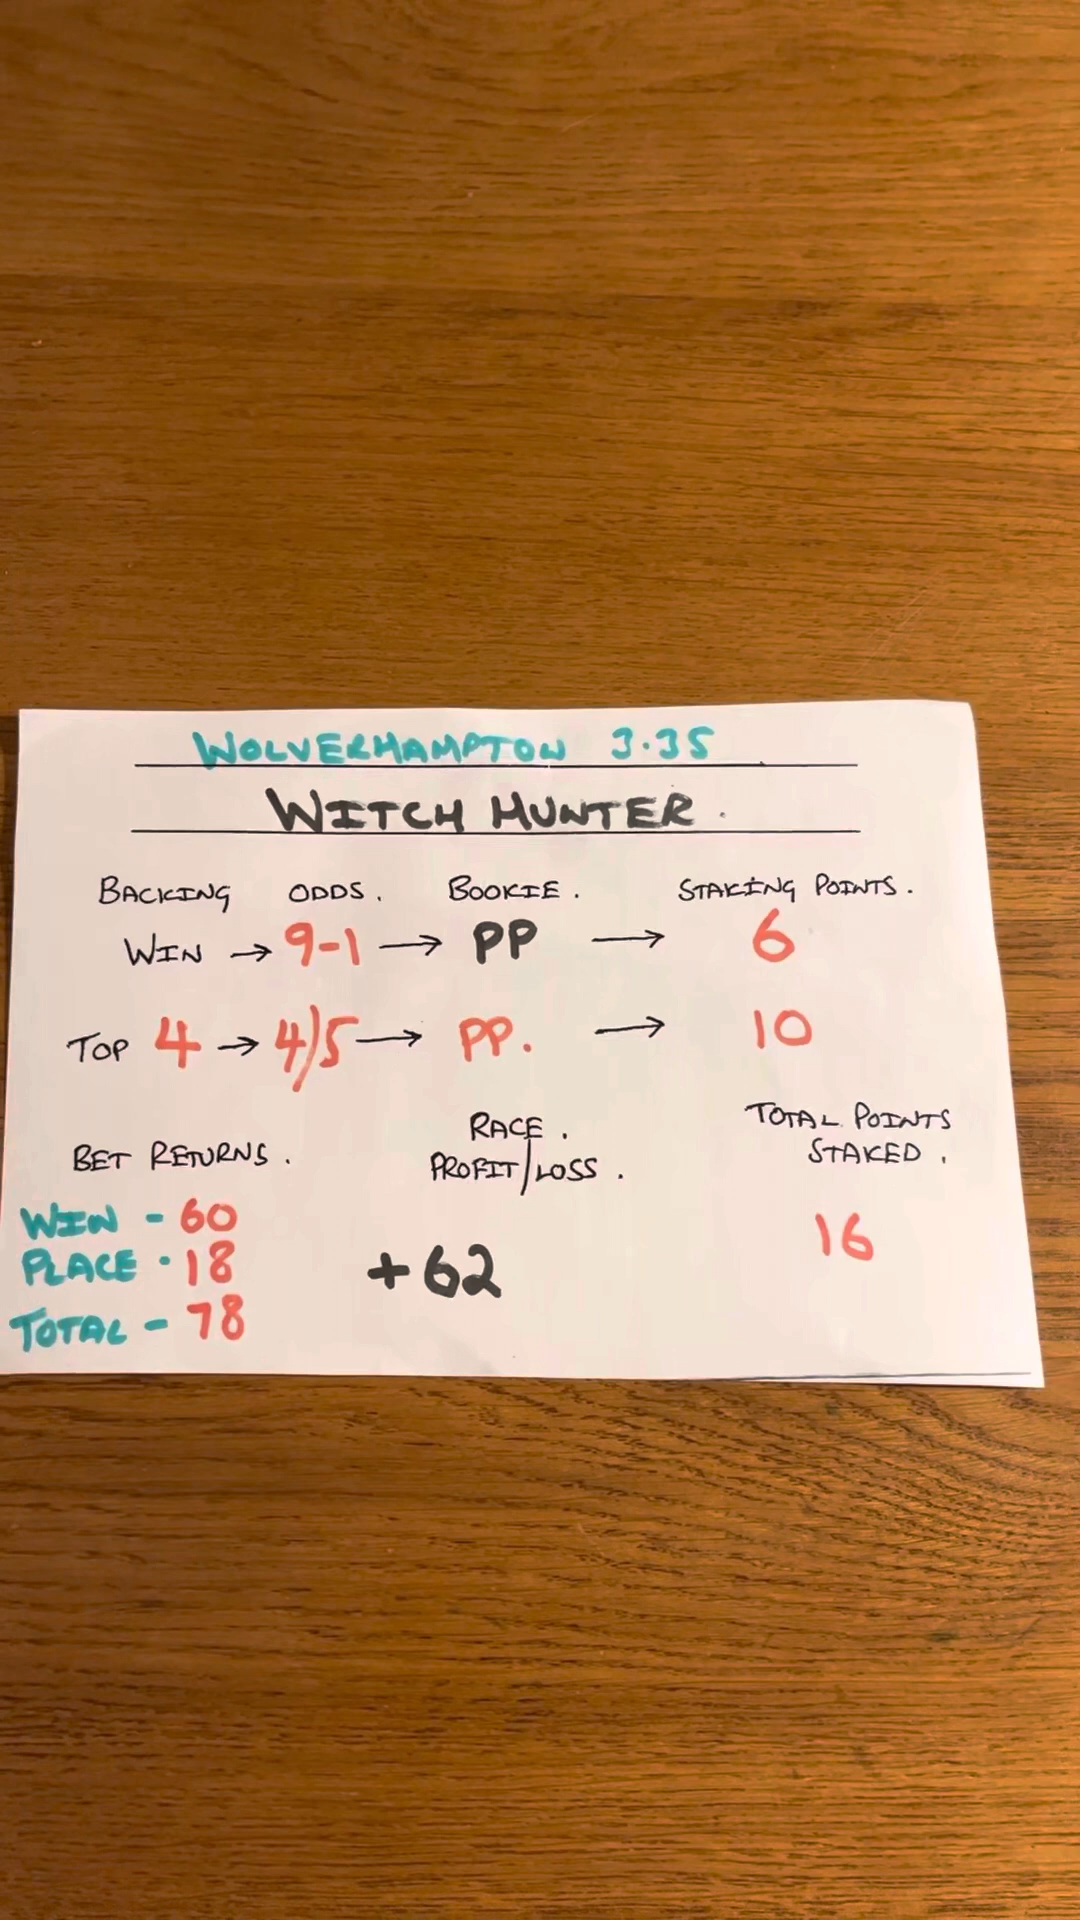 WOLVERHAMPTON 3.35
WITCH HUNTER.
BACKING ODDS. BOOKIE. STAKING POINTS.
WIN → 9-1 → PP → 6
TOP 4 → 4/5 → PP. → 10
BET RETURNS. RACE. PROFIT/LOSS. TOTAL POINTS STAKED.
WIN - 60
PLACE - 18
TOTAL - 78
+62
16